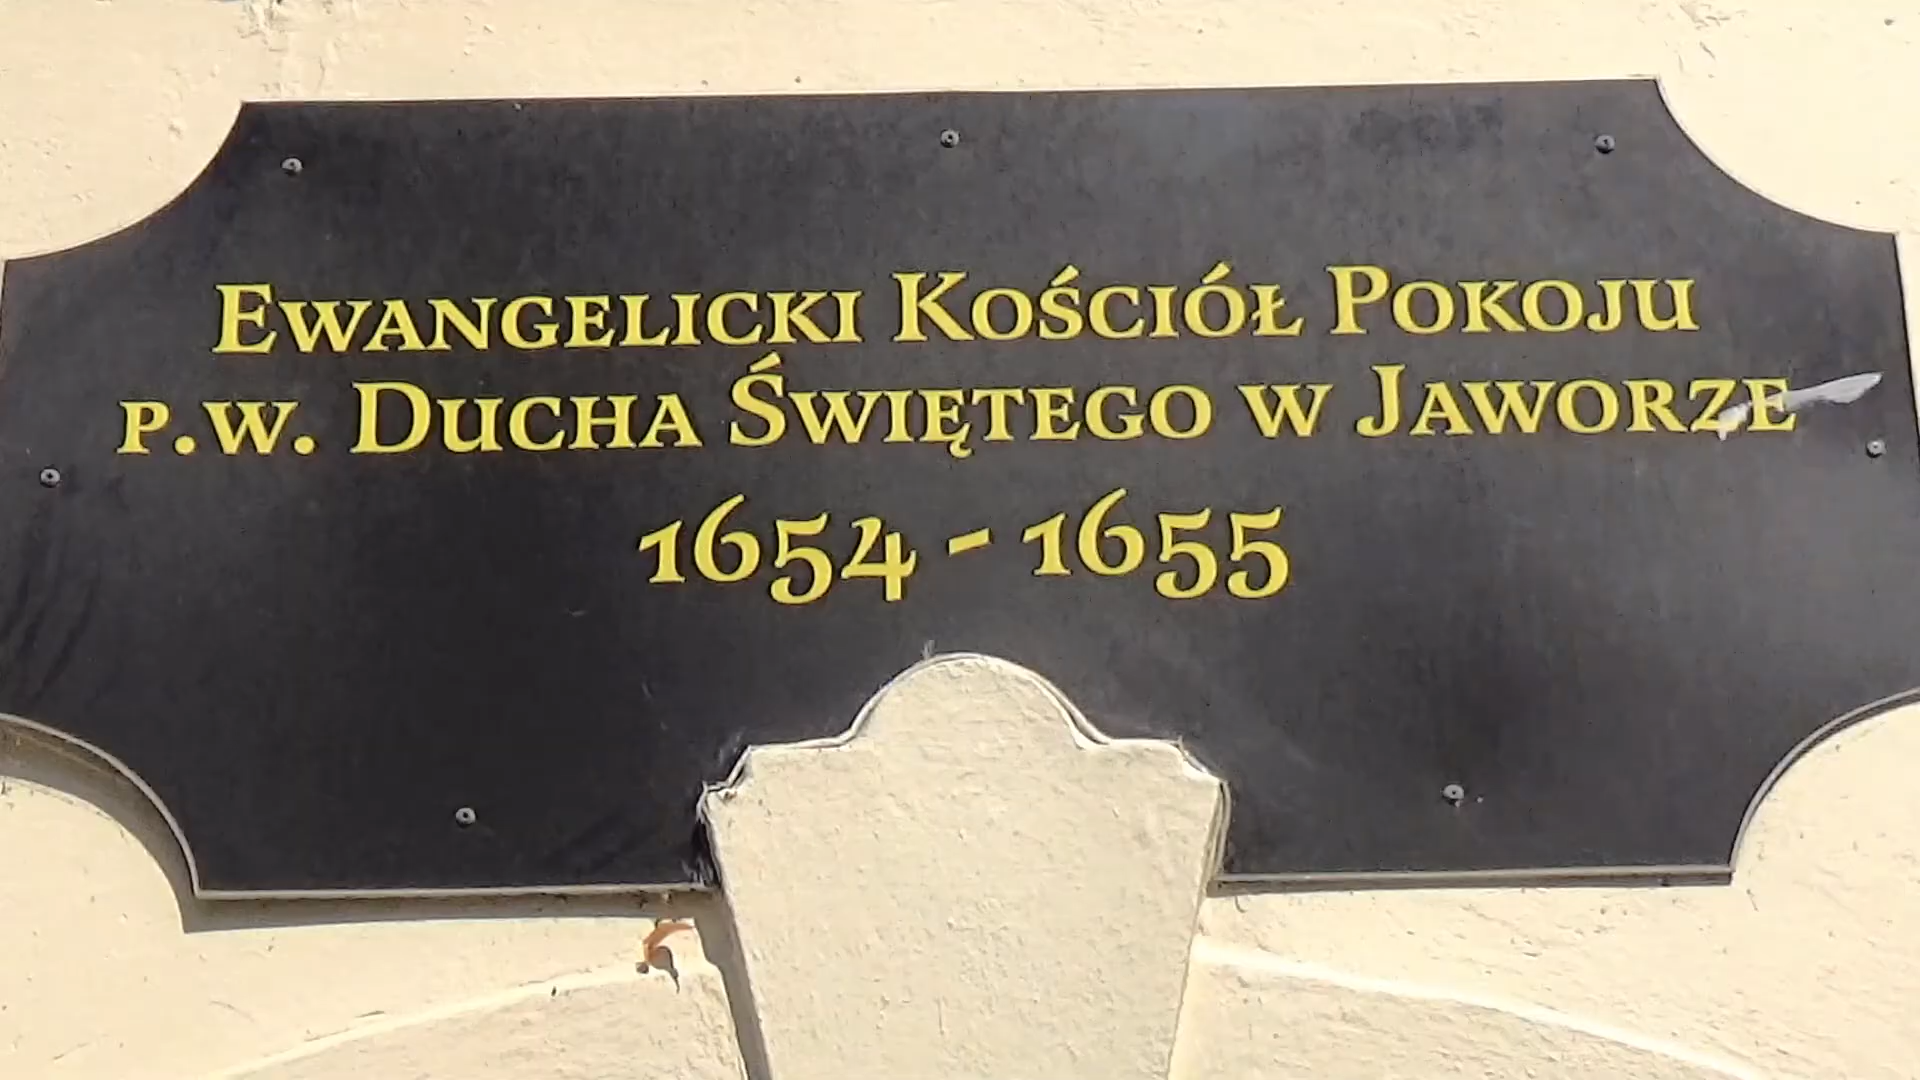 Ewangelicki Kościół Pokoju
p.w. Ducha Świętego w Jaworze
1654 - 1655